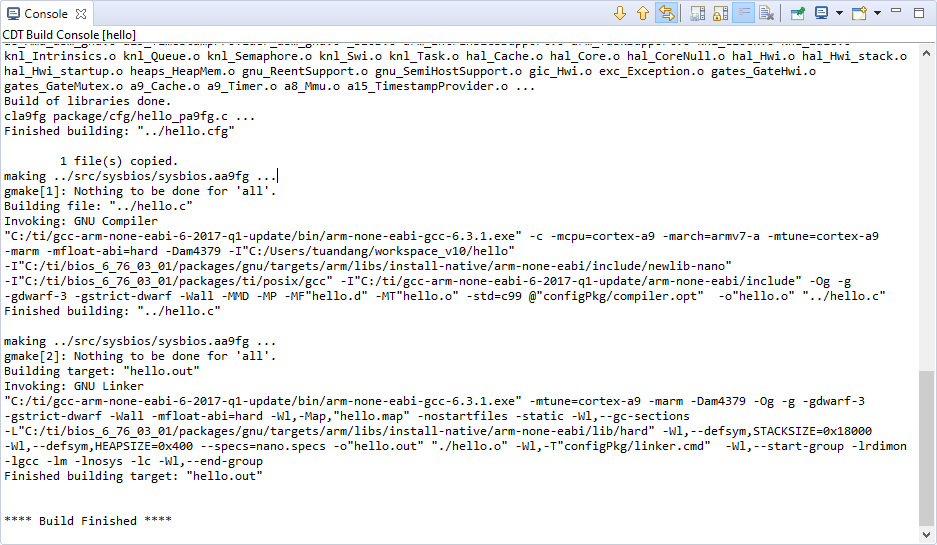 Console
CDT Build Console [hello]
knl_Intrinsics.o knl_Queue.o knl_Semaphore.o knl_Swi.o knl_Task.o hal_Cache.o hal_Core.o hal_CoreNull.o hal_Hwi.o hal_Hwi_stack.o
hal_Hwi_startup.o heaps_HeapMem.o gnu_ReentSupport.o gnu_SemiHostSupport.o gic_Hwi.o exc_Exception.o gates_GateHwi.o
gates_GateMutex.o a9_Cache.o a9_Timer.o a8_Mmu.o a15_TimestampProvider.o ...
Build of libraries done.
cla9fg package/cfg/hello_pa9fg.c ...
Finished building: "../hello.cfg"
1 file(s) copied.
making ../src/sysbios/sysbios.aa9fg ...
gmake[1]: Nothing to be done for 'all'.
Building file: "../hello.c"
Invoking: GNU Compiler
"C:/ti/gcc-arm-none-eabi-6-2017-q1-update/bin/arm-none-eabi-gcc-6.3.1.exe" -c -mcpu=cortex-a9 -march=armv7-a -mtune=cortex-a9
-marm -mfloat-abi=hard -Dam4379 -I"C:/Users/tuandang/workspace_v10/hello"
-I"C:/ti/bios_6_76_03_01/packages/gnu/targets/arm/libs/install-native/arm-none-eabi/include/newlib-nano"
-I"C:/ti/bios_6_76_03_01/packages/ti/posix/gcc" -I"C:/ti/gcc-arm-none-eabi-6-2017-q1-update/arm-none-eabi/include" -Og -g
-gdwarf-3 -gstrict-dwarf -Wall -MMD -MP -MF"hello.d" -MT"hello.o" -std=c99 @"configPkg/compiler.opt" -o"hello.o" "../hello.c"
Finished building: "../hello.c"
making ../src/sysbios/sysbios.aa9fg ...
gmake[2]: Nothing to be done for 'all'.
Building target: "hello.out"
Invoking: GNU Linker
"C:/ti/gcc-arm-none-eabi-6-2017-q1-update/bin/arm-none-eabi-gcc-6.3.1.exe" -mtune=cortex-a9 -marm -Dam4379 -Og -g -gdwarf-3
-gstrict-dwarf -Wall -mfloat-abi=hard -Wl,-Map,"hello.map" -nostartfiles -static -Wl,--gc-sections
-L"C:/ti/bios_6_76_03_01/packages/gnu/targets/arm/libs/install-native/arm-none-eabi/lib/hard" -Wl,--defsym,STACKSIZE=0x18000
-Wl,--defsym,HEAPSIZE=0x400 --specs=nano.specs -o"hello.out" "./hello.o" -Wl,-T"configPkg/linker.cmd" -Wl,--start-group -lrdimon
-lgcc -lm -lnosys -lc -Wl,--end-group
Finished building target: "hello.out"
**** Build Finished ****